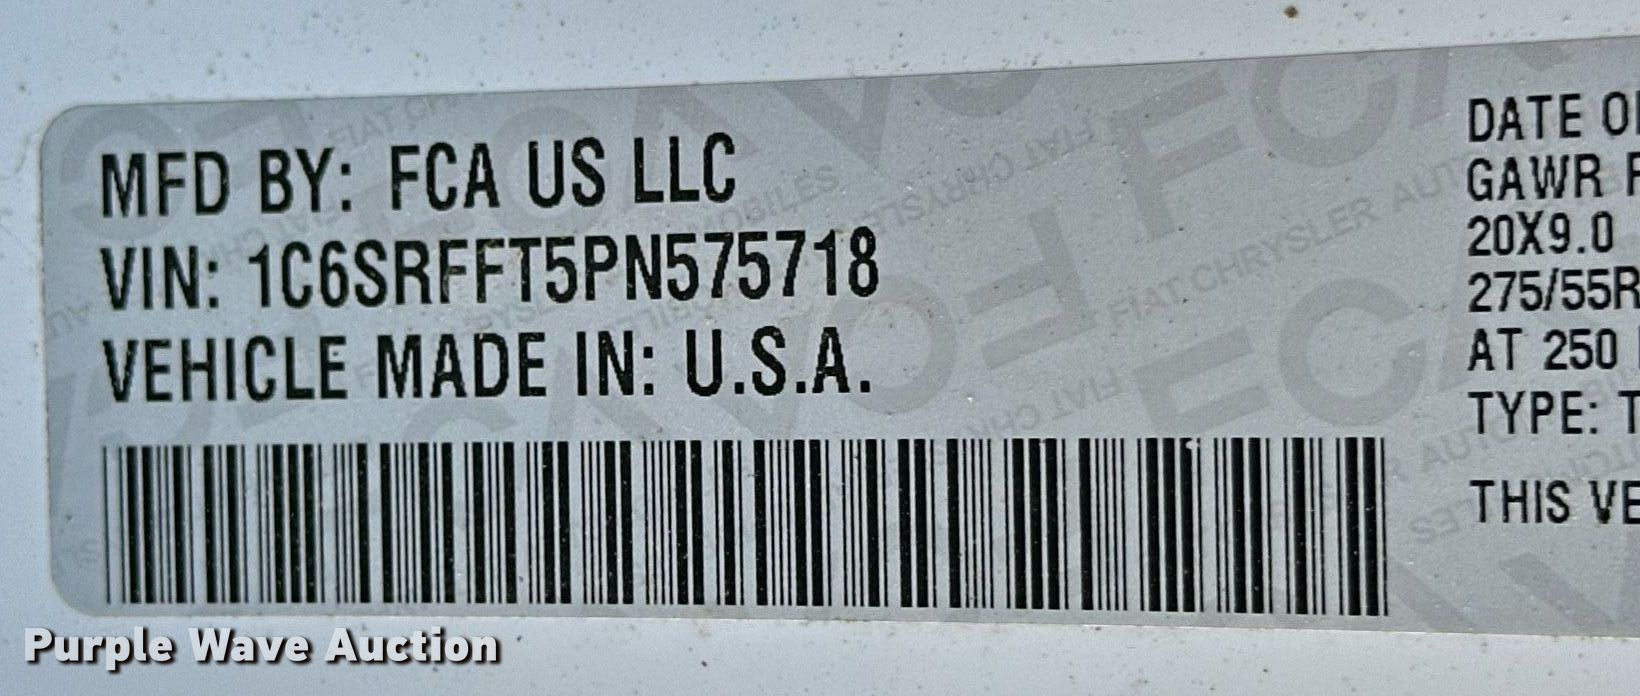 MFD BY: FCA US LLC
VIN: 1C6SRFFT5PN575718
VEHICLE MADE IN: U.S.A.
DATE O
GAWR
20X9.0
275/55R
AT 250
TYPE: T
THIS VE
Purple Wave Auction